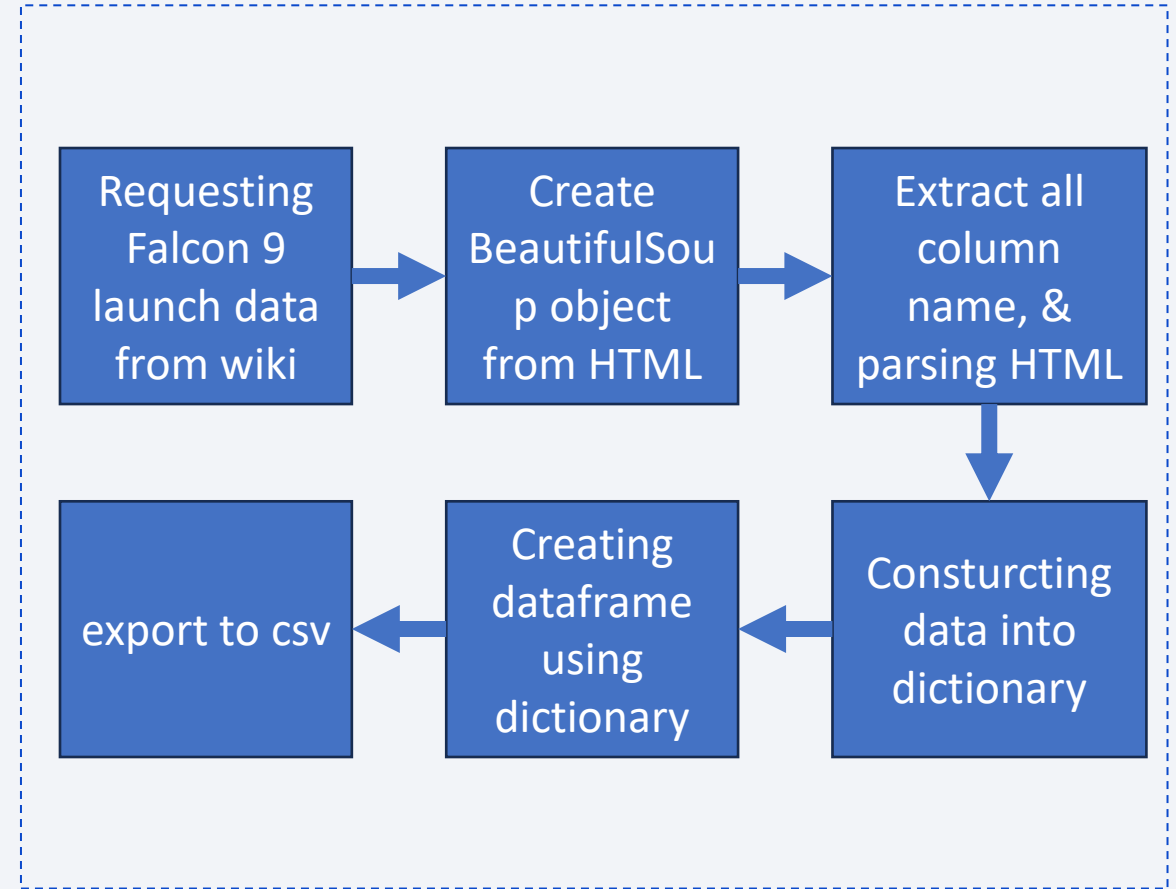 Requesting
Falcon 9
launch data
from wiki
Create
BeautifulSou
p object
from HTML
Extract all
column
name, &
parsing HTML
Consturcting
data into
dictionary
Creating
dataframe
using
dictionary
export to csv